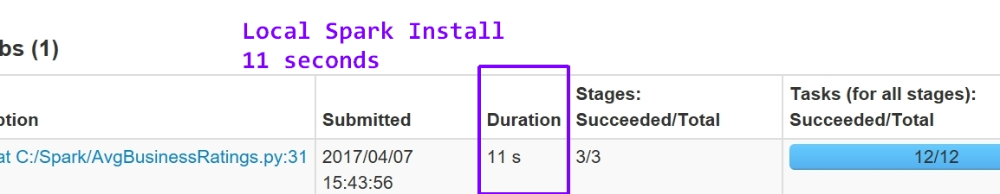 Local Spark Install
bs (1)
11 seconds
Stages:
Tasks (for all stages):
ption
Submitted
Duration
Succeeded/Total
Succeeded/Total
at C:/Spark/AvgBusinessRatings.py:31
2017/04/07
11 s
3/3
12/12
15:43:56